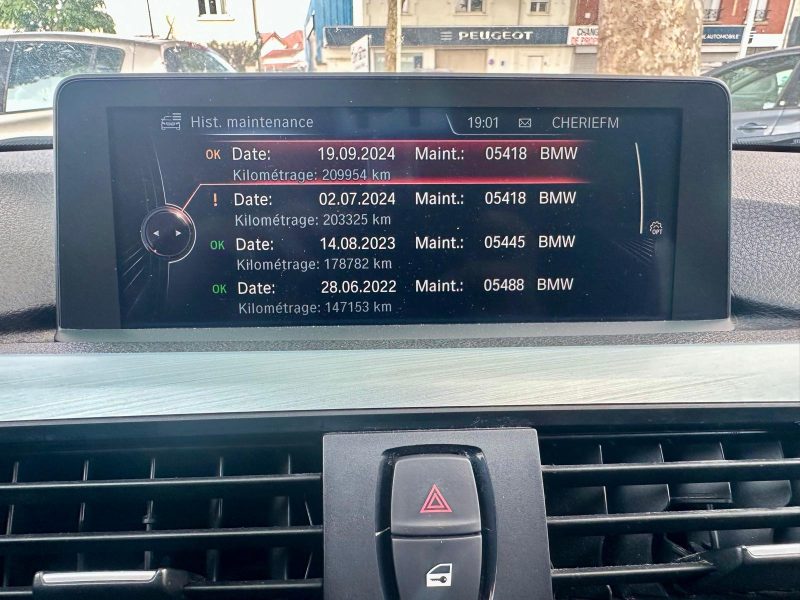 PEUGEOT
Hist. maintenance 19:01 CHERIEFM
OK Date: 19.09.2024 Maint.: 05418 BMW
Kilométrage: 209954 km
! Date: 02.07.2024 Maint.: 05418 BMW
Kilométrage: 203325 km
OK Date: 14.08.2023 Maint.: 05445 BMW
Kilométrage: 178782 km
OK Date: 28.06.2022 Maint.: 05488 BMW
Kilométrage: 147153 km
OPT